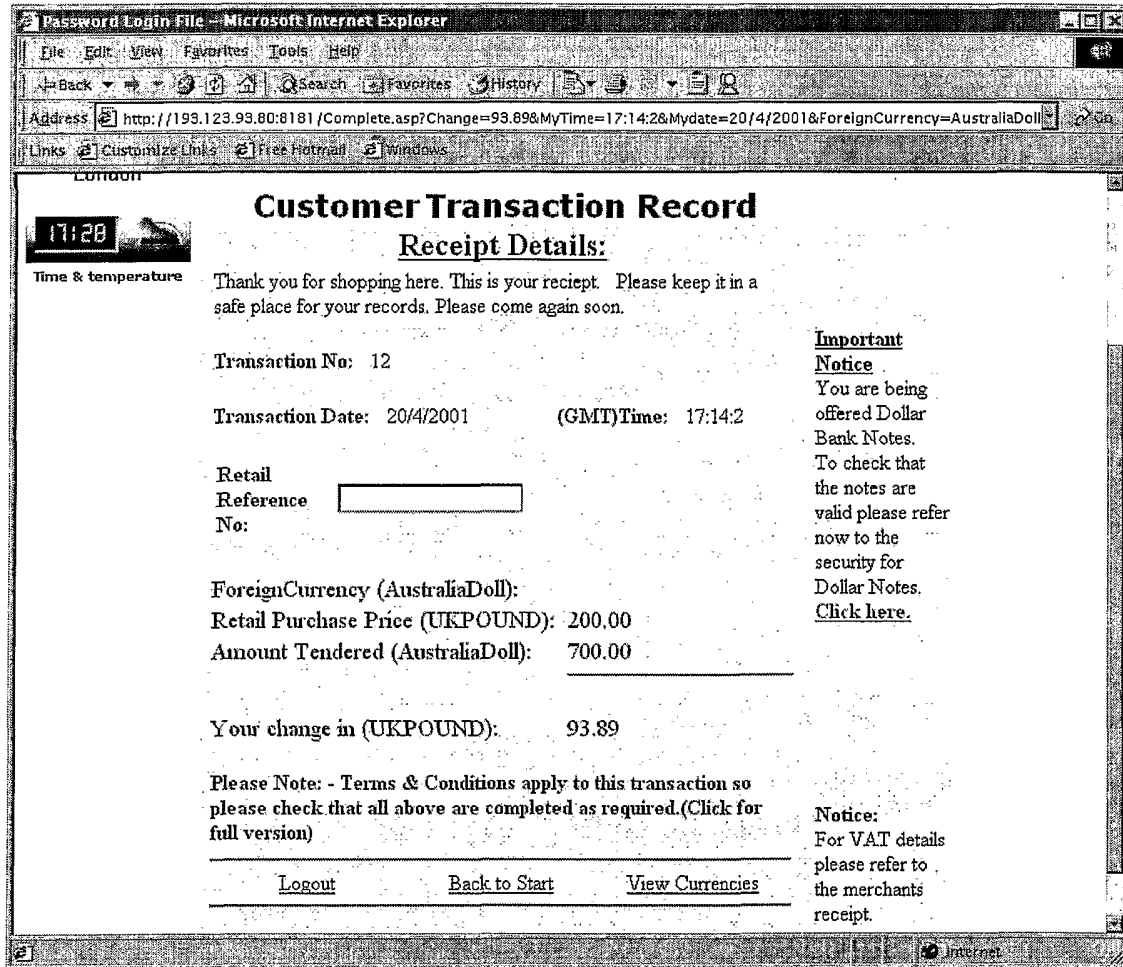 Password Login File – Microsoft Internet Explorer
File Edit View Favorites Tools Help
Back Search Favorites History
Address http://193.123.93.80:8181/Complete.asp?Change=93.89&MyTime=17:14:2&Mydate=20/4/2001&ForeignCurrency=AustraliaDoll Go
Links Customize Links Free Hotmail Windows
London
17:28
Time & temperature
Customer Transaction Record
Receipt Details:
Thank you for shopping here. This is your reciept. Please keep it in a
safe place for your records. Please come again soon.
Transaction No: 12
Transaction Date: 20/4/2001 (GMT)Time: 17:14:2
Retail
Reference
No:
ForeignCurrency (AustraliaDoll):
Retail Purchase Price (UKPOUND): 200.00
Amount Tendered (AustraliaDoll): 700.00
Your change in (UKPOUND): 93.89
Please Note: - Terms & Conditions apply to this transaction so
please check that all above are completed as required.(Click for
full version)
Logout Back to Start View Currencies
Important
Notice
You are being
offered Dollar
Bank Notes.
To check that
the notes are
valid please refer
now to the
security for
Dollar Notes.
Click here.
Notice:
For VAT details
please refer to
the merchants
receipt.
Internet